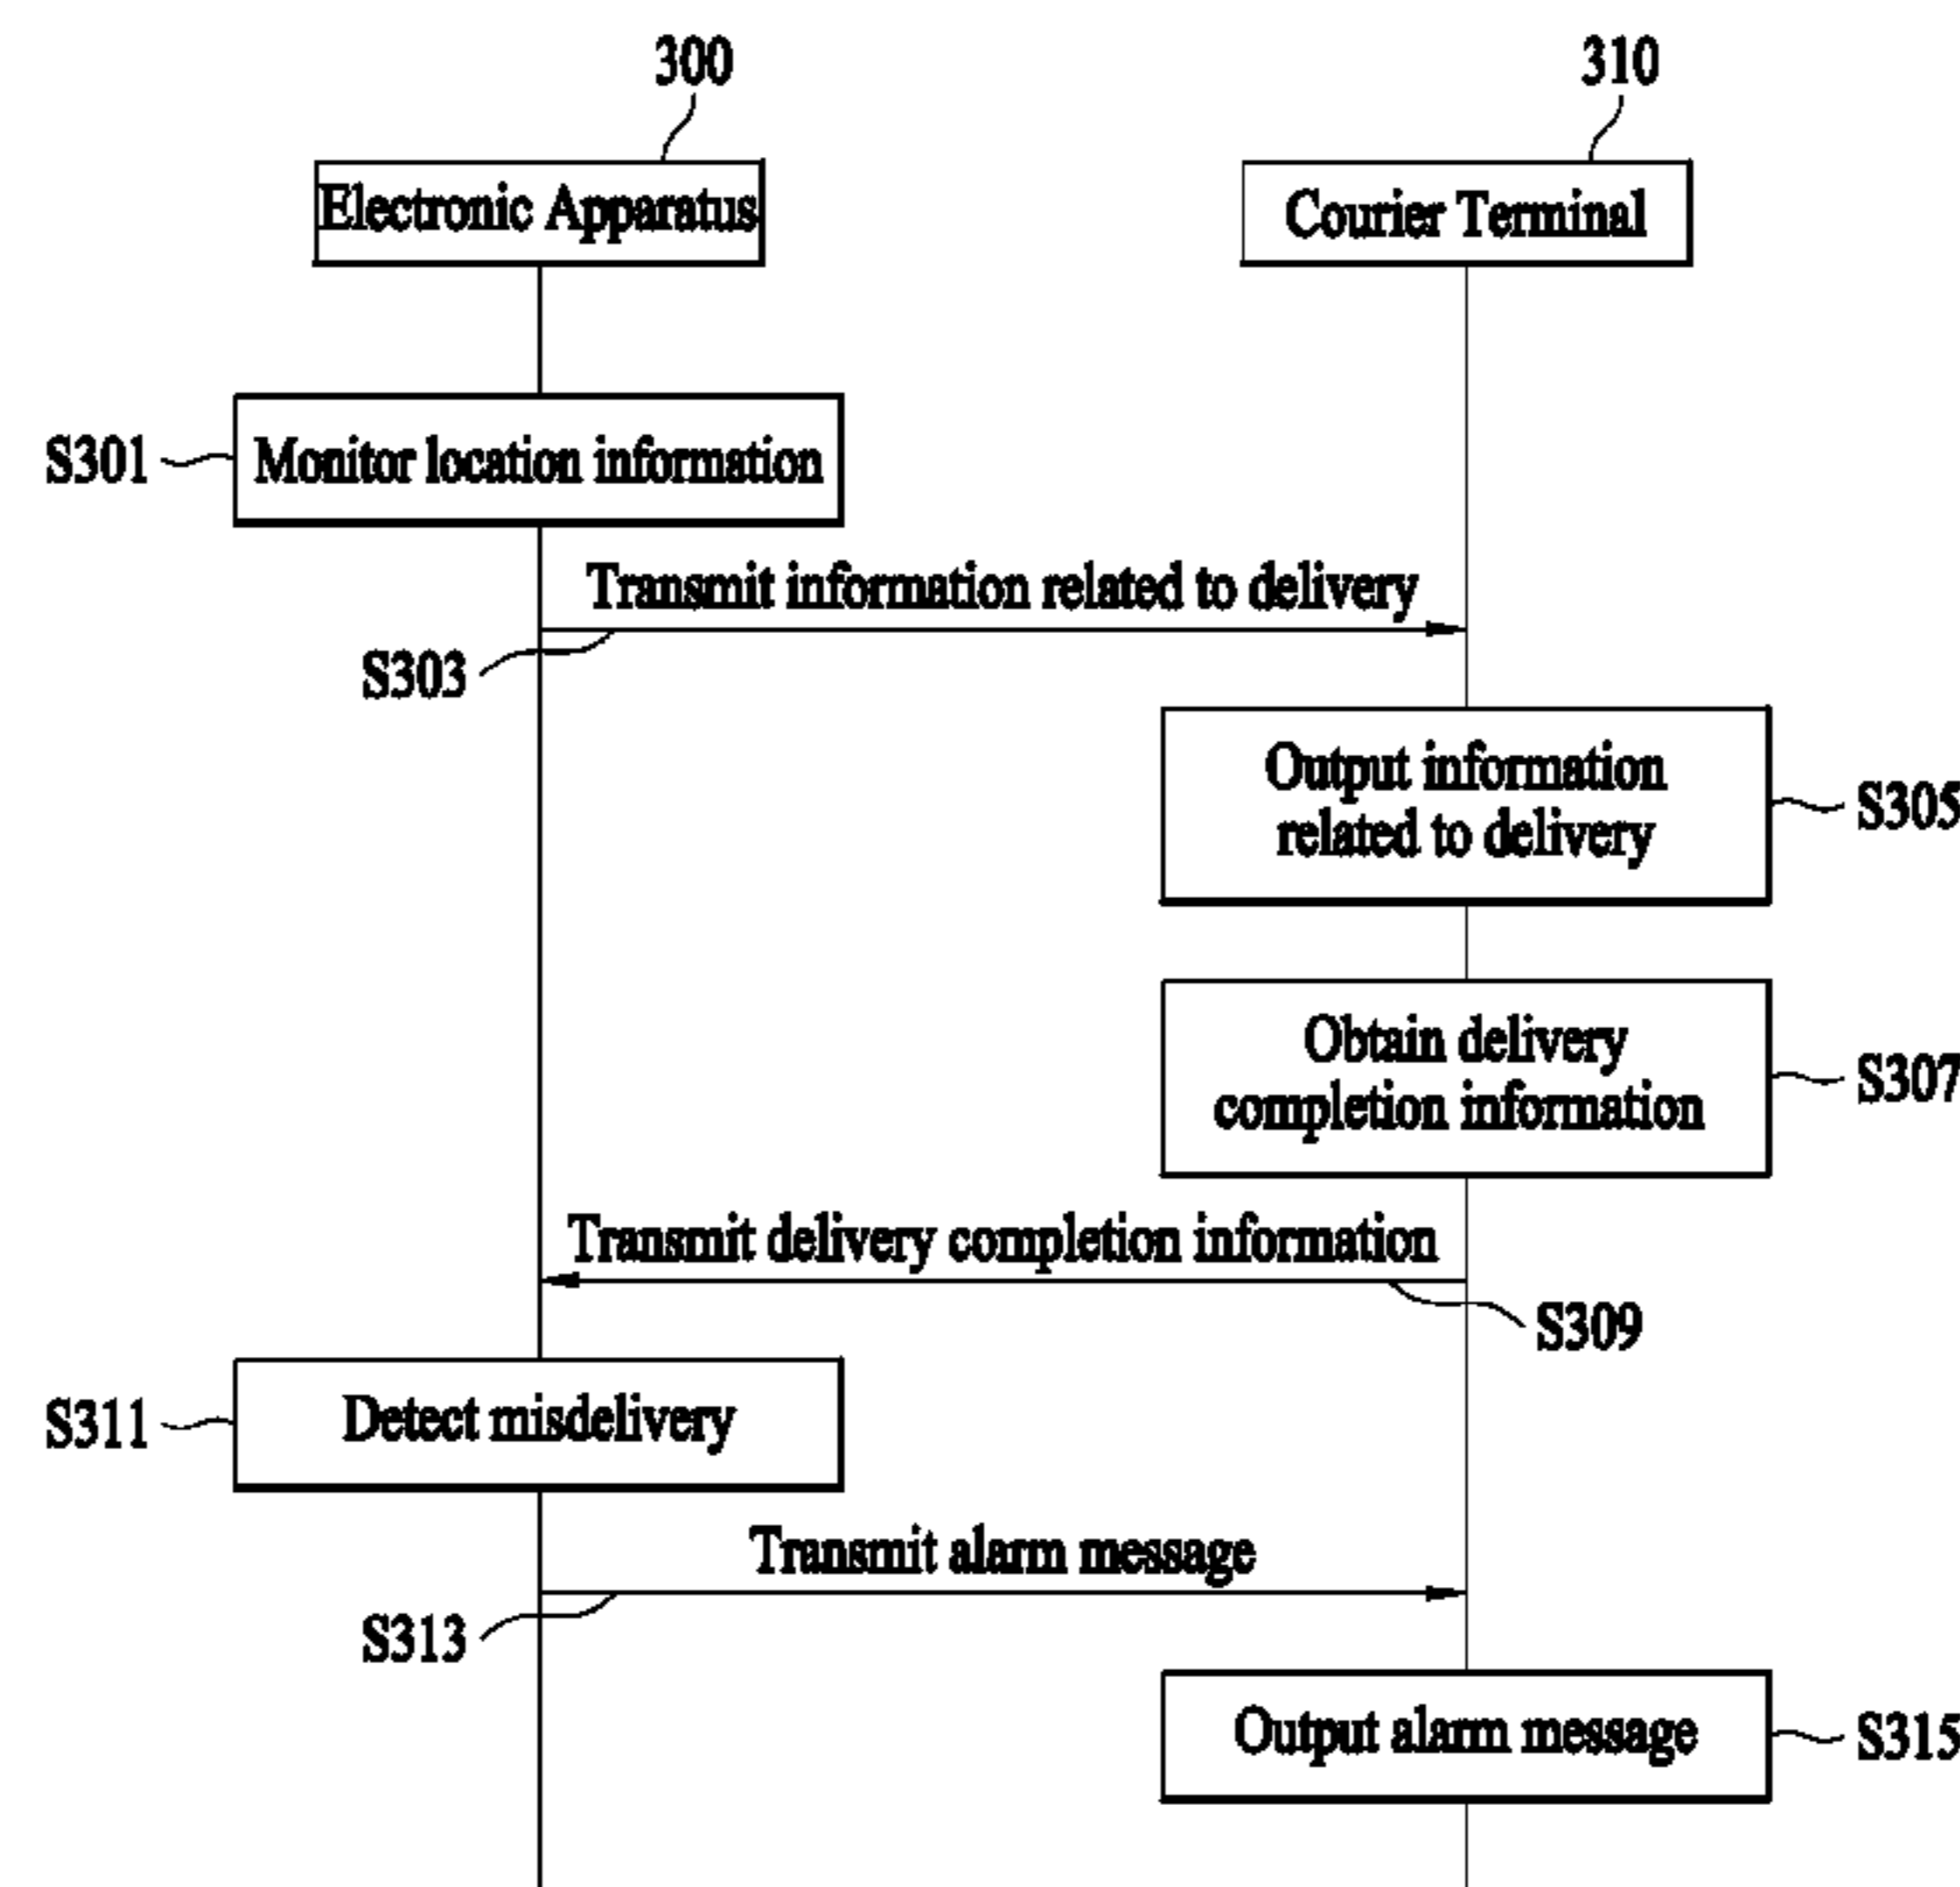 300
310
Electronic Apparatus
Courier Terminal
S301
Monitor location information
Transmit information related to delivery
S303
Output information
related to delivery
S305
Obtain delivery
completion information
S307
Transmit delivery completion information
S309
S311
Detect misdelivery
Transmit alarm message
S313
Output alarm message
S315